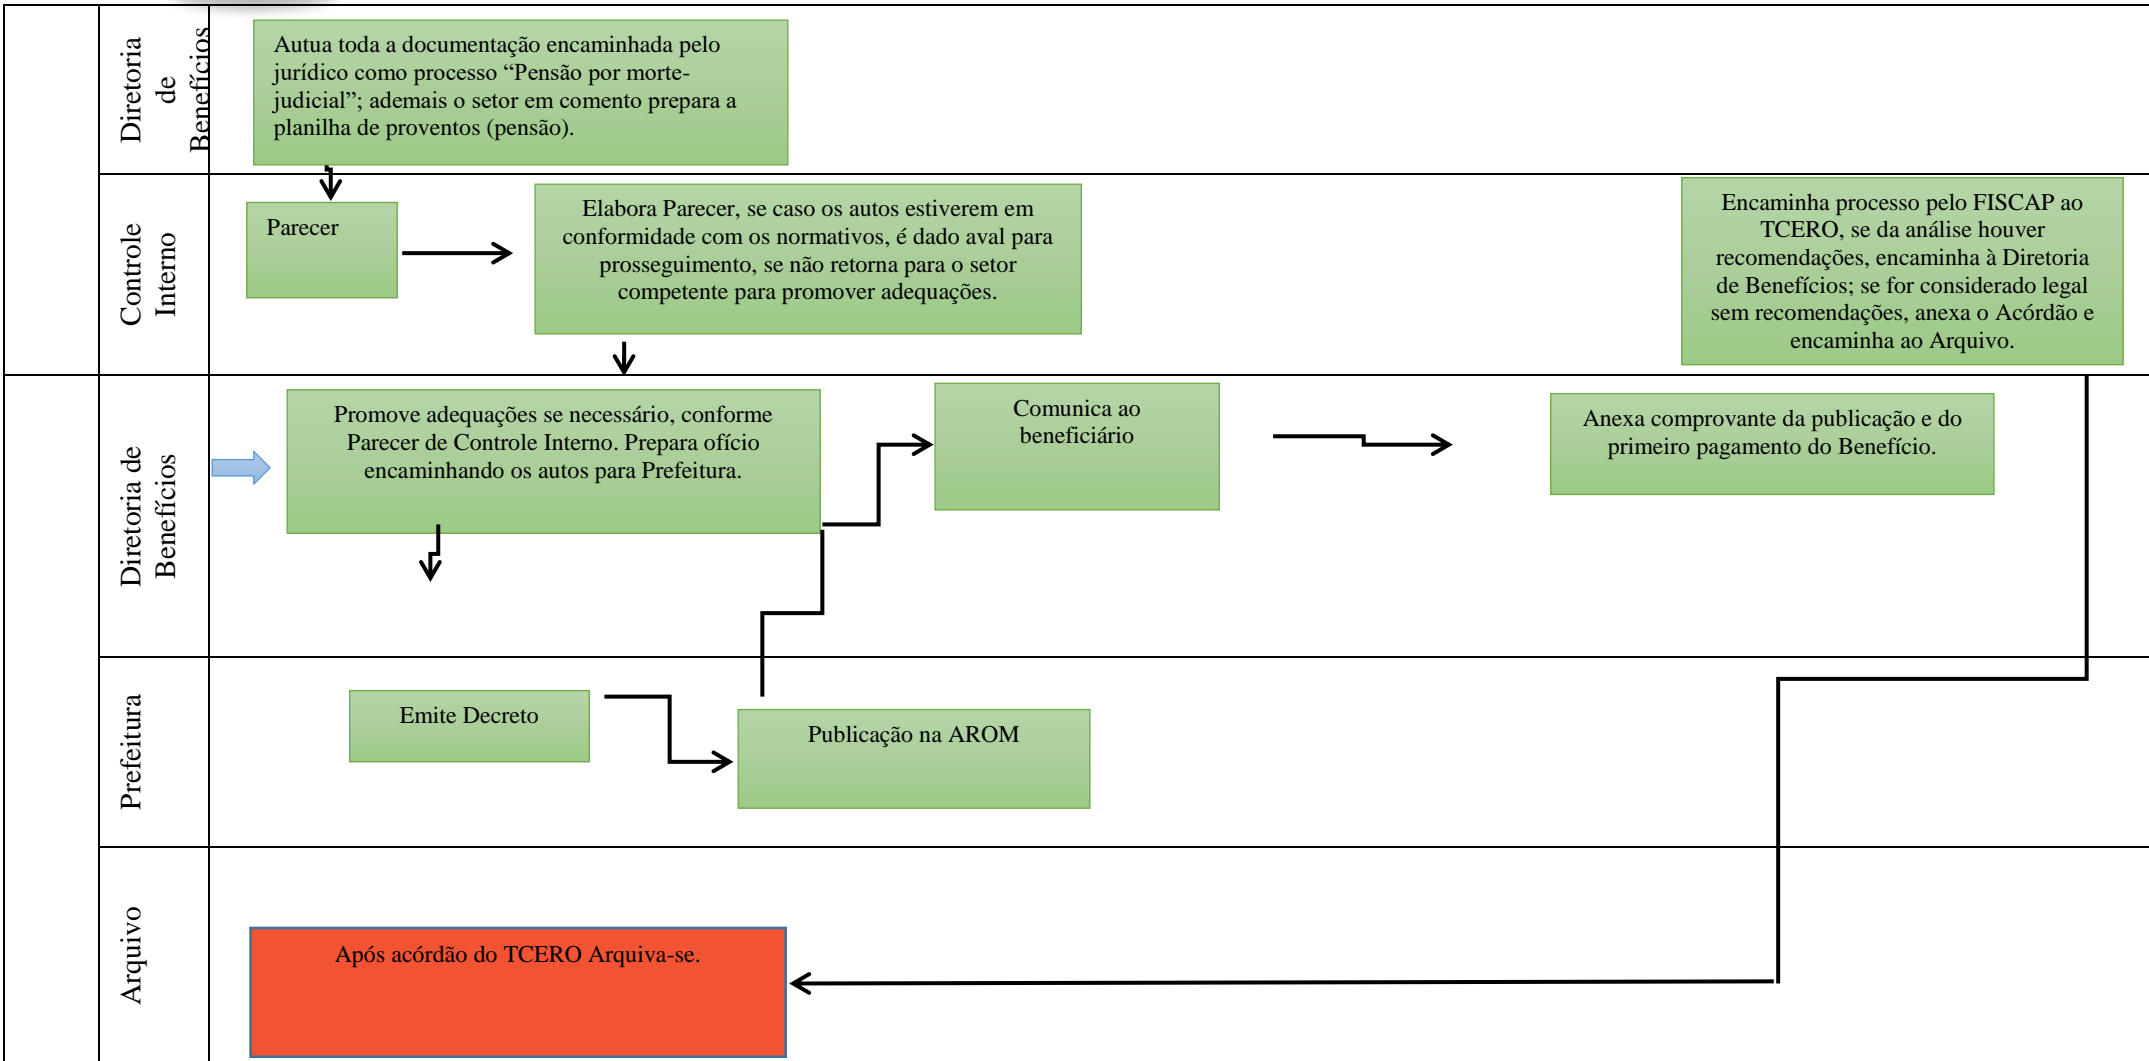 Diretoria
de
Benefícios
Autua toda a documentação encaminhada pelo
jurídico como processo “Pensão por morte-
judicial”; ademais o setor em comento prepara a
planilha de proventos (pensão).
Controle
Interno
Parecer
Elabora Parecer, se caso os autos estiverem em
conformidade com os normativos, é dado aval para
prosseguimento, se não retorna para o setor
competente para promover adequações.
Encaminha processo pelo FISCAP ao
TCERO, se da análise houver
recomendações, encaminha à Diretoria
de Benefícios; se for considerado legal
sem recomendações, anexa o Acórdão e
encaminha ao Arquivo.
Diretoria de
Benefícios
Promove adequações se necessário, conforme
Parecer de Controle Interno. Prepara ofício
encaminhando os autos para Prefeitura.
Comunica ao
beneficiário
Anexa comprovante da publicação e do
primeiro pagamento do Benefício.
Prefeitura
Emite Decreto
Publicação na AROM
Arquivo
Após acórdão do TCERO Arquiva-se.